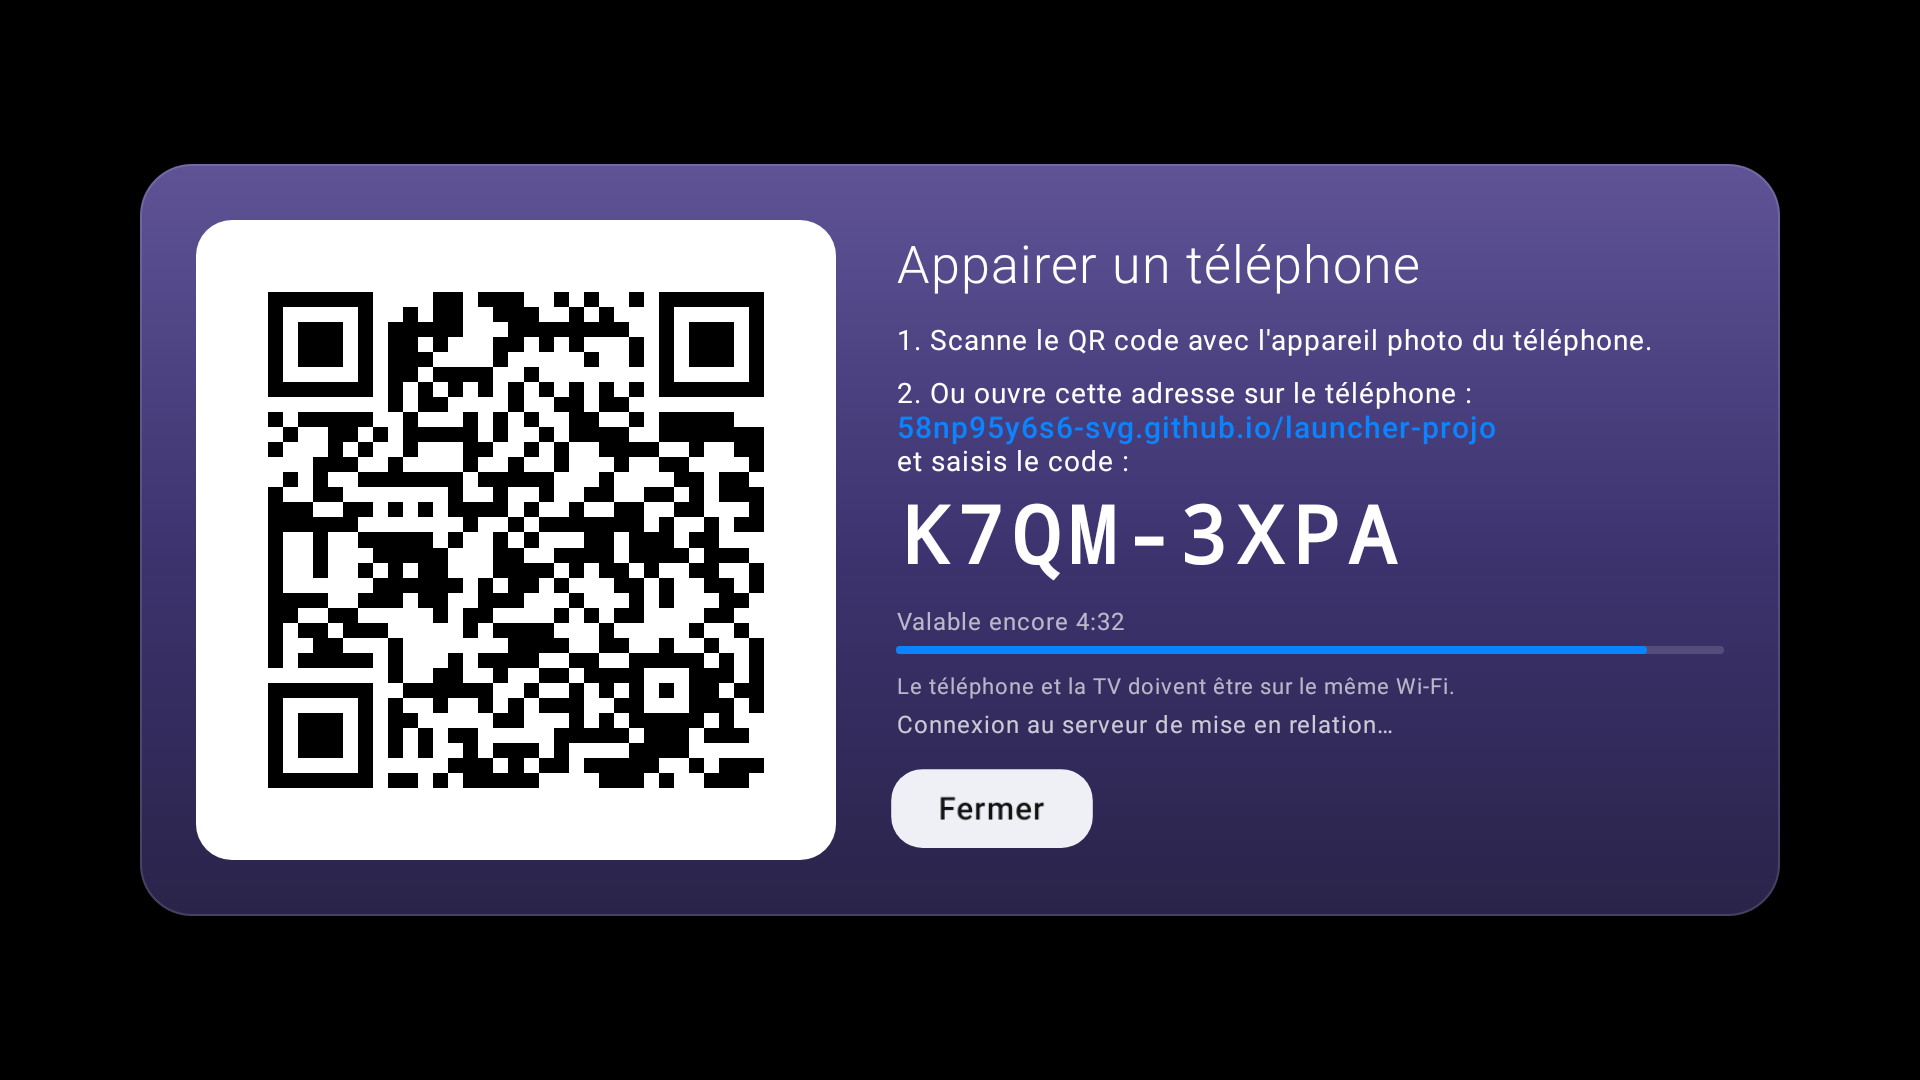 Appairer un téléphone
1. Scanne le QR code avec l'appareil photo du téléphone.
2. Ou ouvre cette adresse sur le téléphone :
58np95y6s6-svg.github.io/launcher-projo
et saisis le code :
K7QM-3XPA
Valable encore 4:32
Le téléphone et la TV doivent être sur le même Wi-Fi.
Connexion au serveur de mise en relation…
Fermer